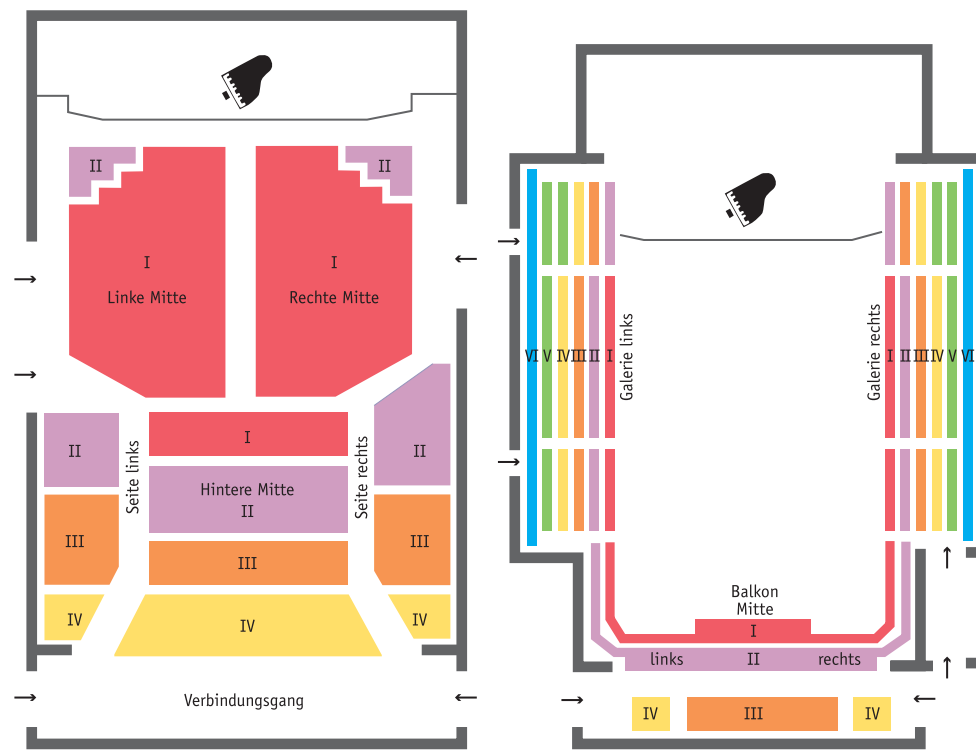 II
II
I
I
Linke Mitte
Rechte Mitte
I
II
II
Seite links
Seite rechts
Hintere Mitte
II
III
III
III
IV
IV
IV
Verbindungsgang
VI V IV III II I
Galerie links
Galerie rechts
I II III IV V VI
Balkon
Mitte
I
links II rechts
IV III IV